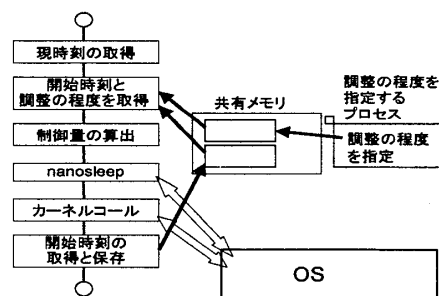 現時刻の取得
開始時刻と
調整の程度を取得
制御量の算出
nanosleep
カーネルコール
開始時刻の
取得と保存
共有メモリ
調整の程度を
指定する
プロセス
調整の程度
を指定
OS